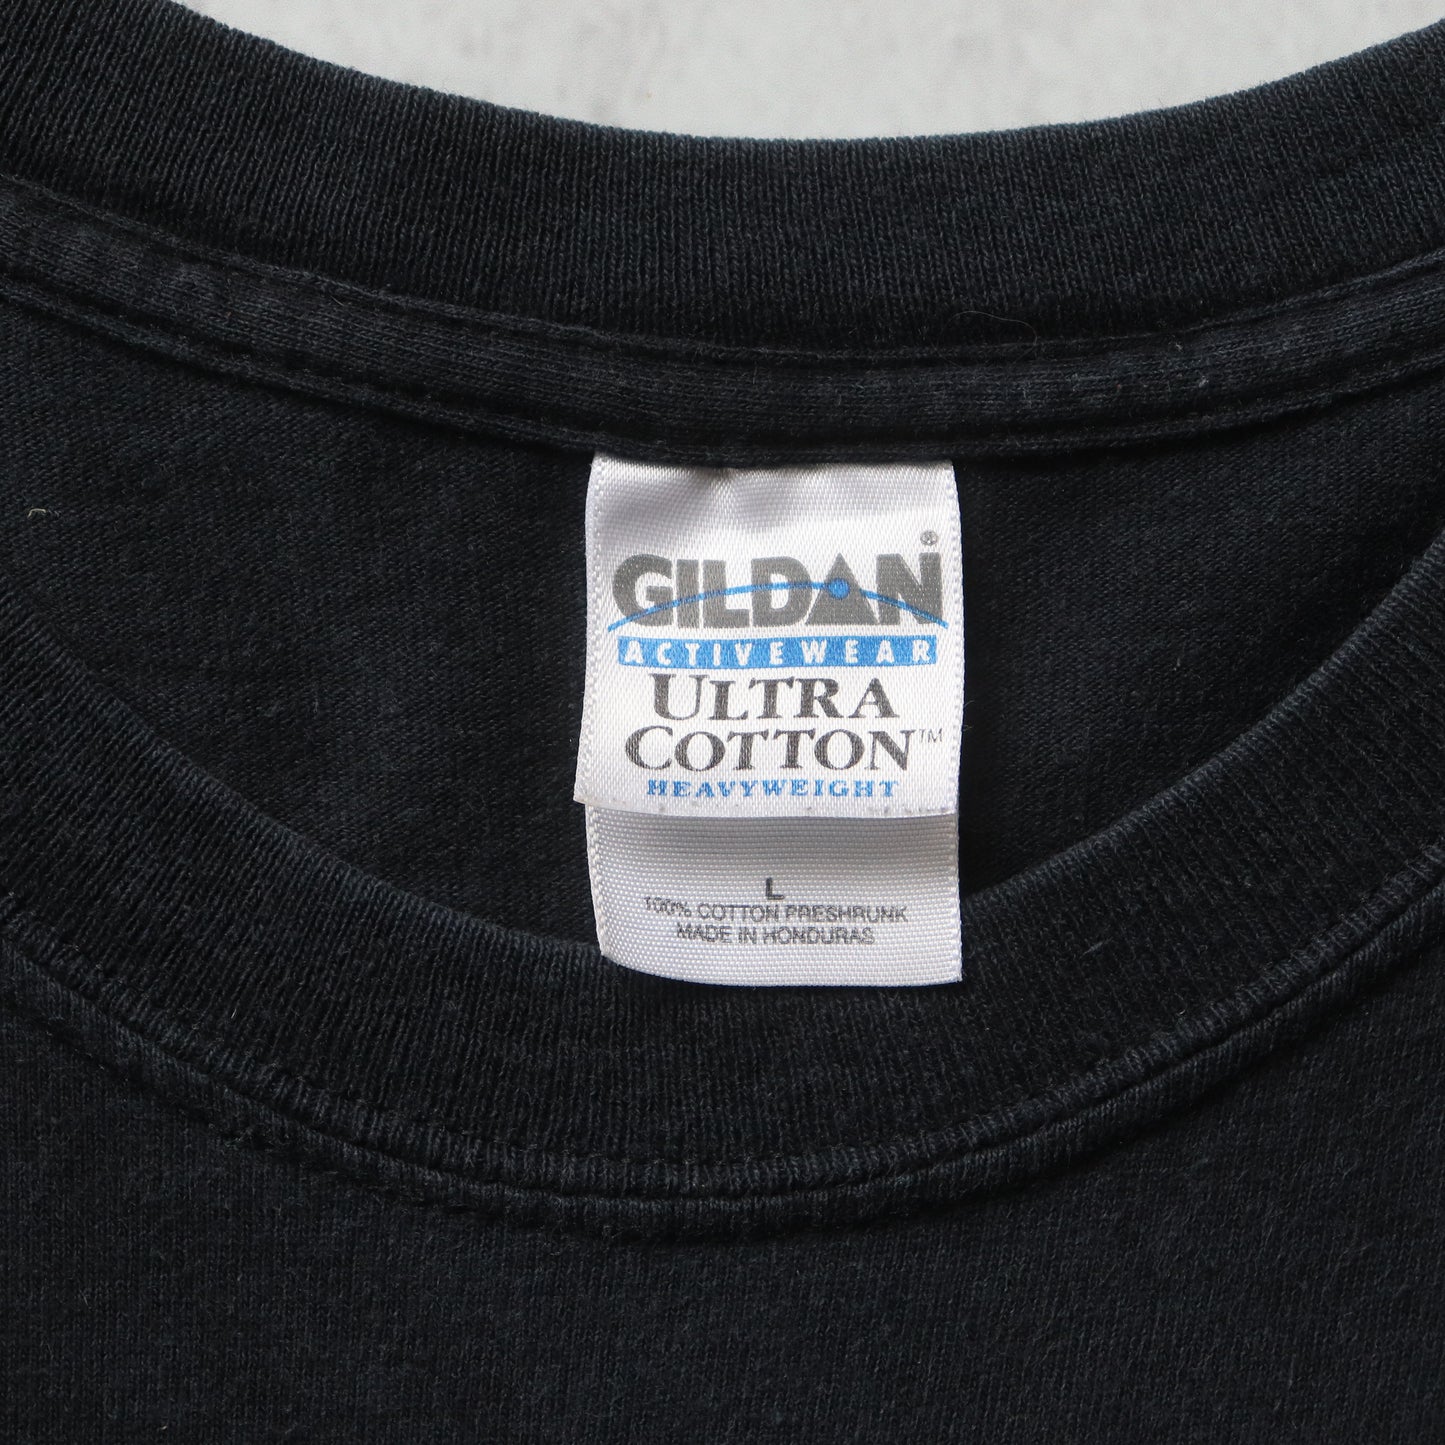 GILDAN®
ACTIVEWEAR
ULTRA
COTTON™
HEAVYWEIGHT
L
100% COTTON PRESHRUNK
MADE IN HONDURAS